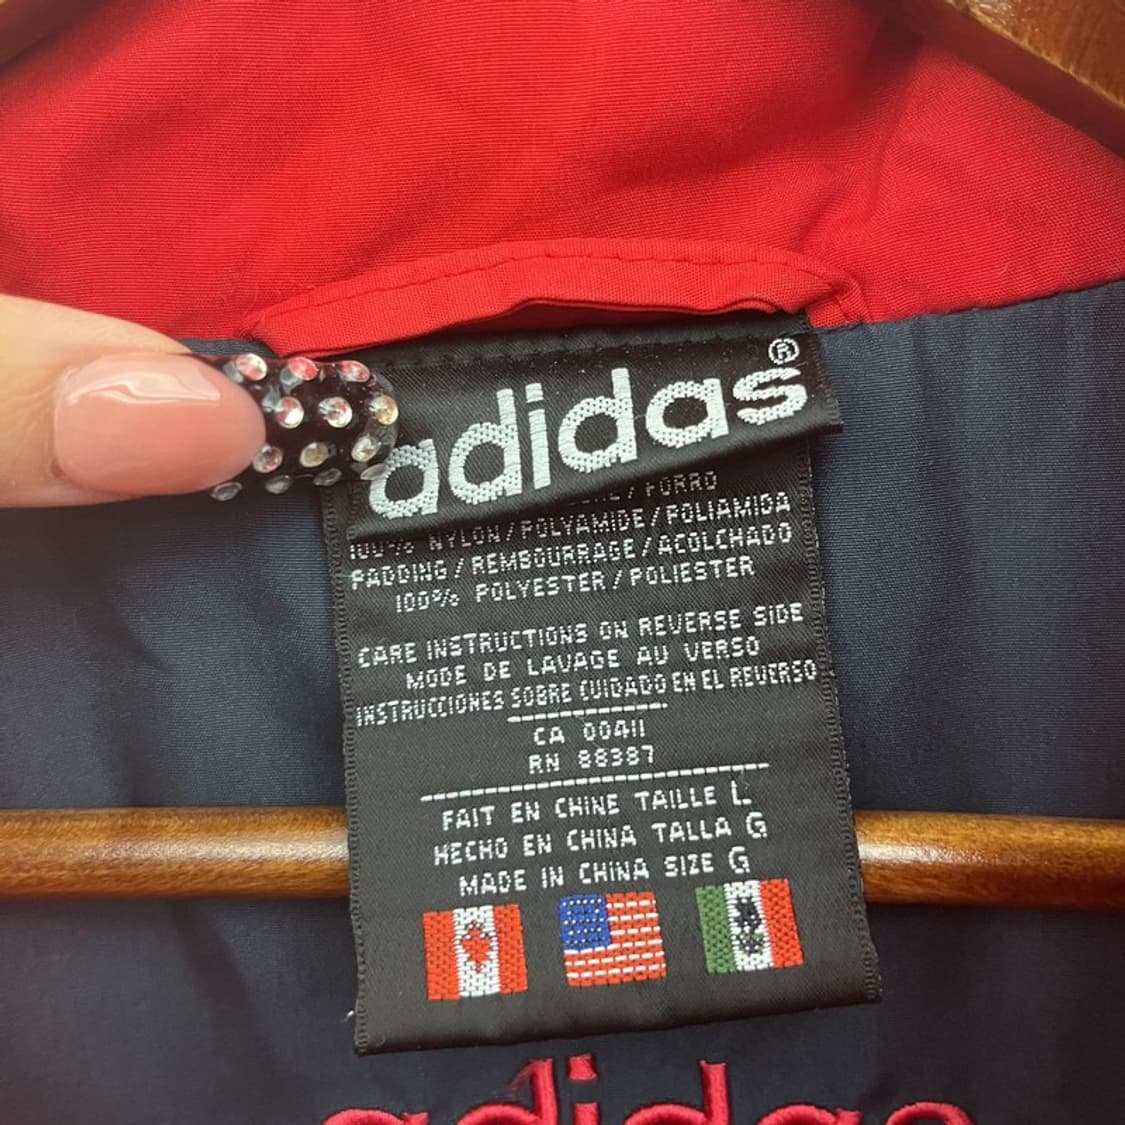 adidas®
/ FORRO
100% NYLON / POLYAMIDE / POLIAMIDA
PADDING / REMBOURRAGE / ACOLCHADO
100% POLYESTER / POLIESTER
CARE INSTRUCTIONS ON REVERSE SIDE
MODE DE LAVAGE AU VERSO
INSTRUCCIONES SOBRE CUIDADO EN EL REVERSO
CA 00411
RN 88387
FAIT EN CHINE TAILLE L
HECHO EN CHINA TALLA G
MADE IN CHINA SIZE G
adidas